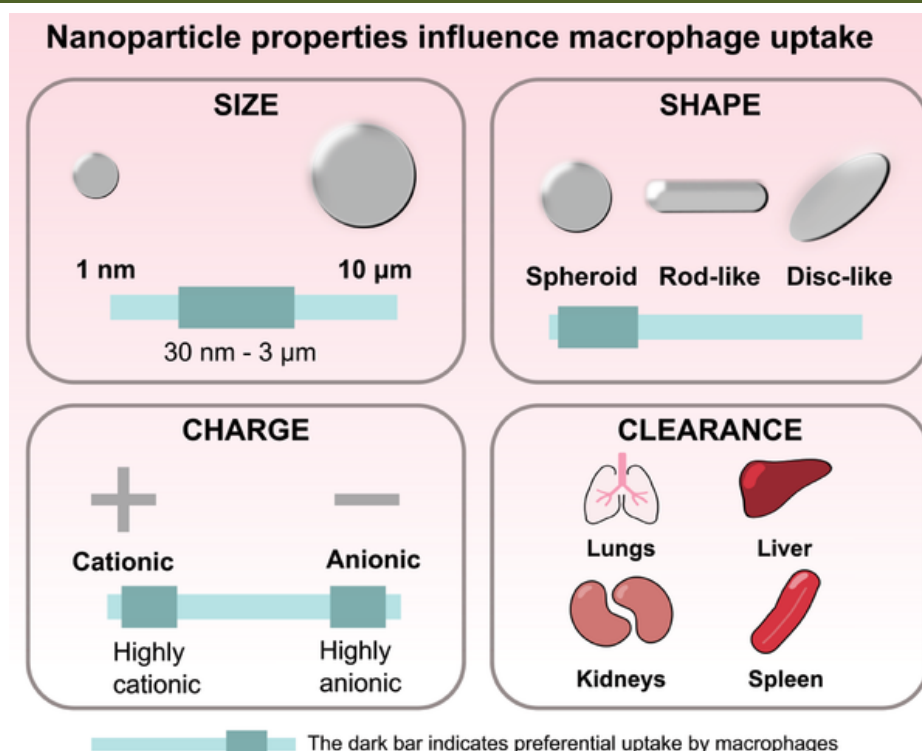 Nanoparticle properties influence macrophage uptake
SIZE
1 nm
10 µm
30 nm - 3 µm
SHAPE
Spheroid
Rod-like
Disc-like
CHARGE
Cationic
Anionic
Highly
cationic
Highly
anionic
CLEARANCE
Lungs
Liver
Kidneys
Spleen
The dark bar indicates preferential uptake by macrophages